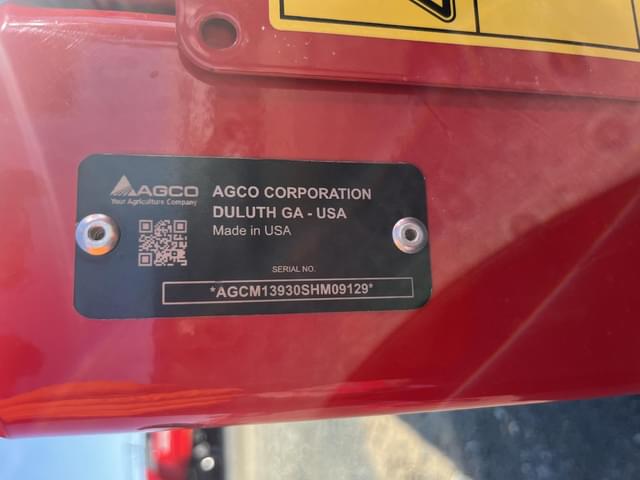 AGCO
Your Agriculture Company
AGCO CORPORATION
DULUTH GA - USA
Made in USA
SERIAL NO.
*AGCM13930SHM09129*